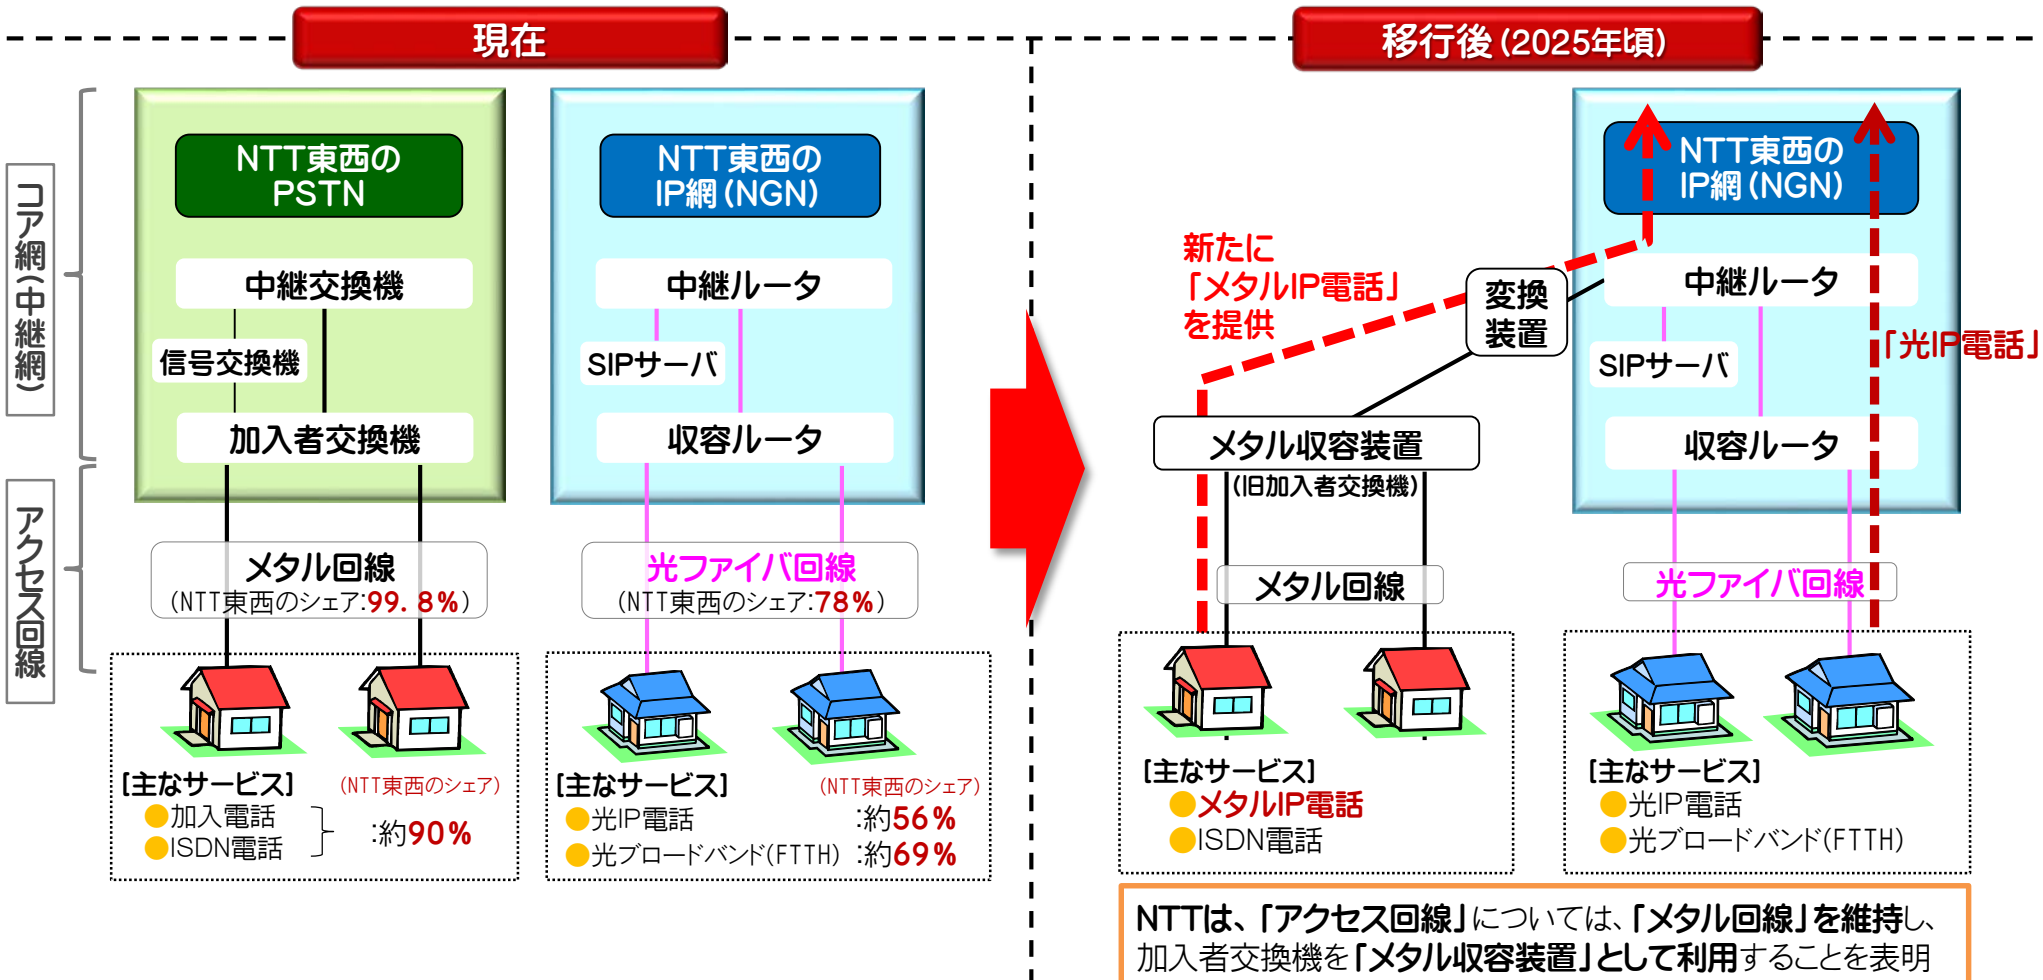 現在
移行後(2025年頃)
コア網(中継網)
アクセス回線
NTT東西の
PSTN
中継交換機
信号交換機
加入者交換機
メタル回線
(NTT東西のシェア:99.8%)
[主なサービス]
(NTT東西のシェア)
●加入電話
●ISDN電話
:約90%
NTT東西の
IP網(NGN)
中継ルータ
SIPサーバ
収容ルータ
光ファイバ回線
(NTT東西のシェア:78%)
[主なサービス]
(NTT東西のシェア)
●光IP電話 :約56%
●光ブロードバンド(FTTH) :約69%
新たに
「メタルIP電話」
を提供
変換
装置
メタル収容装置
(旧加入者交換機)
メタル回線
[主なサービス]
●メタルIP電話
●ISDN電話
NTT東西の
IP網(NGN)
中継ルータ
SIPサーバ
収容ルータ
「光IP電話」
光ファイバ回線
[主なサービス]
●光IP電話
●光ブロードバンド(FTTH)
NTTは、「アクセス回線」については、「メタル回線」を維持し、
加入者交換機を「メタル収容装置」として利用することを表明